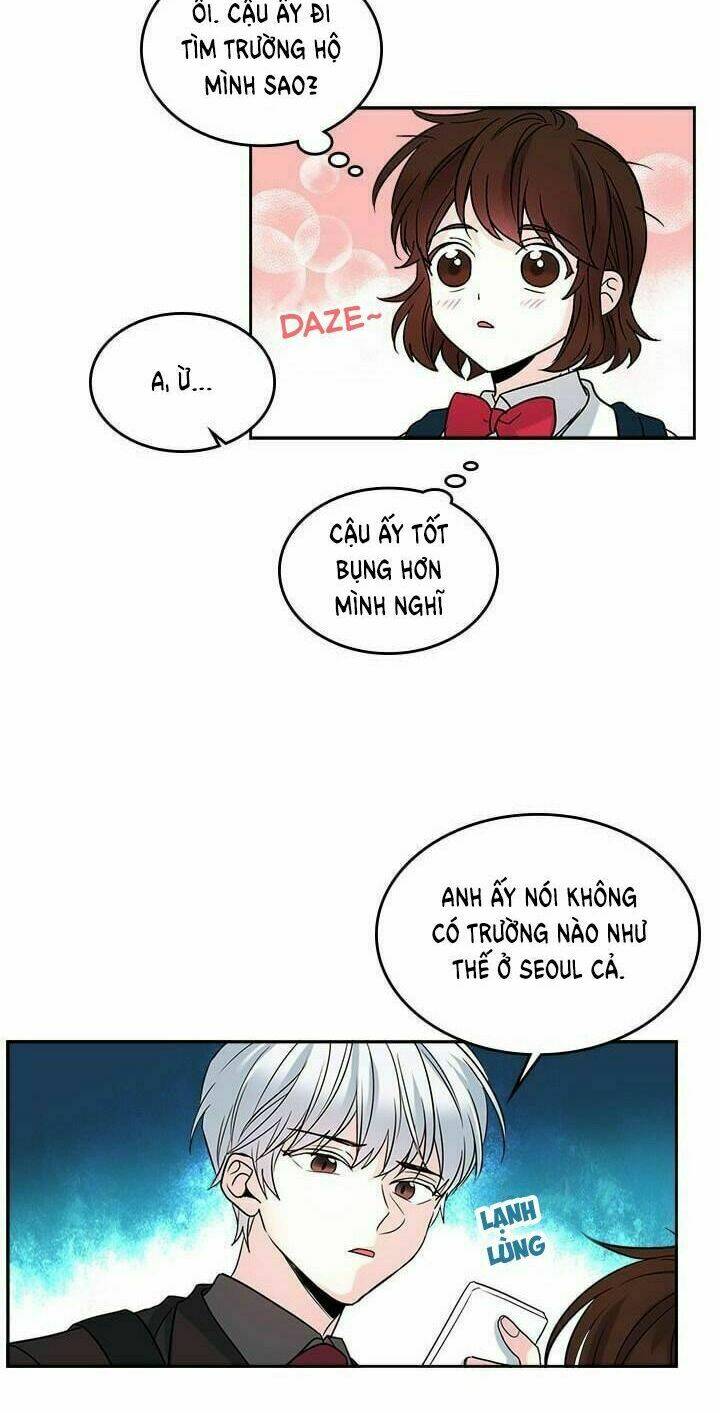 ÔI. CẬU ẤY ĐI
TÌM TRƯỜNG HỘ
MÌNH SAO?
DAZE~
A, Ừ...
CẬU ẤY TỐT
BỤNG HƠN
MÌNH NGHĨ
ANH ẤY NÓI KHÔNG
CÓ TRƯỜNG NÀO NHƯ
THẾ Ở SEOUL CẢ.
LẠNH
LÙNG